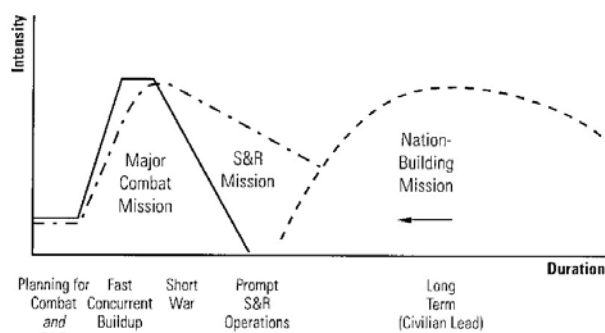 Intensity
Major
Combat
Mission
S&R
Mission
Nation-
Building
Mission
Duration
Planning for
Combat
and
Fast
Concurrent
Buildup
Short
War
Prompt
S&R
Operations
Long
Term
(Civilian Lead)